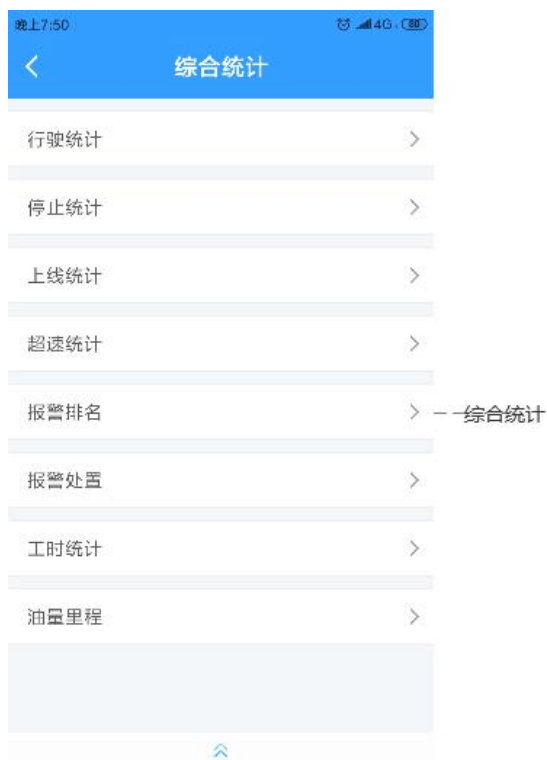 晚上7:50 4G 80
综合统计
行驶统计
停止统计
上线统计
超速统计
报警排名
综合统计
报警处置
工时统计
油量里程